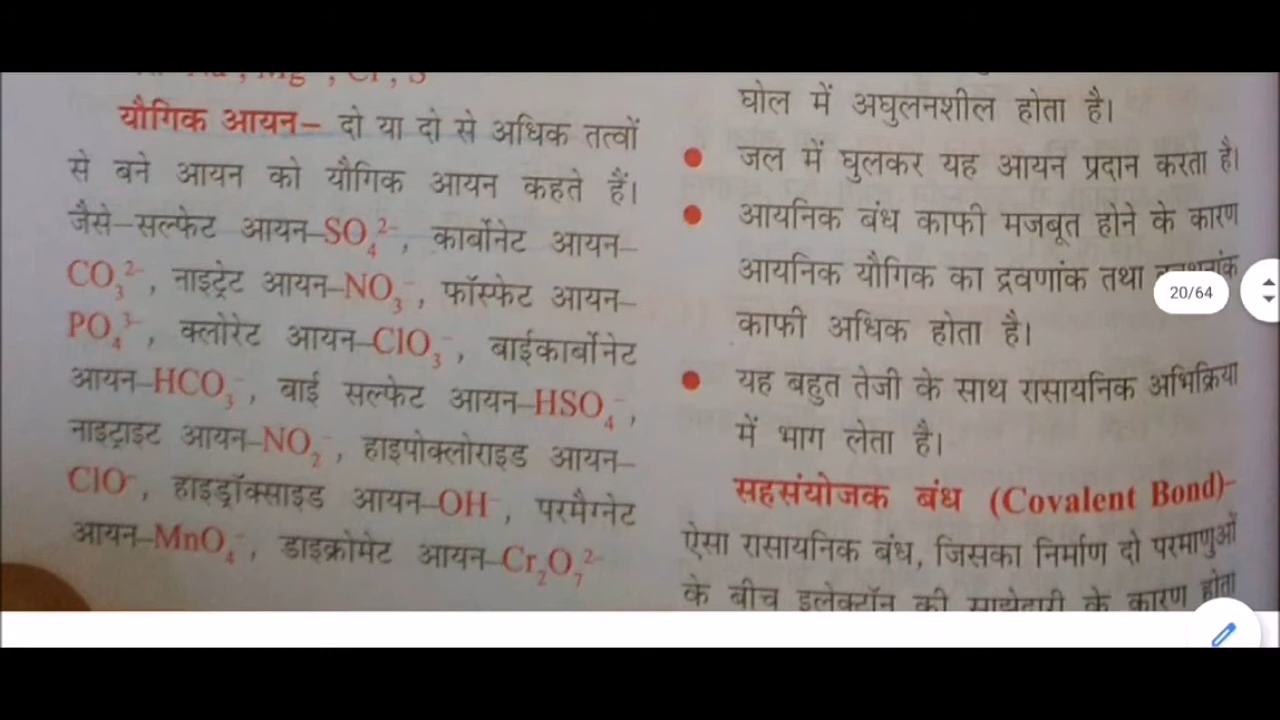 यौगिक आयन– दो या दो से अधिक तत्वों
से बने आयन को यौगिक आयन कहते हैं।
जैसे–सल्फेट आयन–SO₄²⁻, कार्बोनेट आयन–
CO₃²⁻, नाइट्रेट आयन–NO₃⁻, फॉस्फेट आयन–
PO₄³⁻, क्लोरेट आयन–ClO₃⁻, बाईकार्बोनेट
आयन–HCO₃⁻, बाई सल्फेट आयन–HSO₄⁻,
नाइट्राइट आयन–NO₂⁻, हाइपोक्लोराइड आयन–
ClO⁻, हाइड्रॉक्साइड आयन–OH⁻, परमैग्नेट
आयन–MnO₄⁻, डाइक्रोमेट आयन–Cr₂O₇²⁻
घोल में अघुलनशील होता है।
● जल में घुलकर यह आयन प्रदान करता है।
● आयनिक बंध काफी मजबूत होने के कारण
आयनिक यौगिक का द्रवणांक तथा
काफी अधिक होता है।
● यह बहुत तेजी के साथ रासायनिक अभिक्रिया
में भाग लेता है।
सहसंयोजक बंध (Covalent Bond)–
ऐसा रासायनिक बंध, जिसका निर्माण दो परमाणुओं
के बीच इलेक्ट्रॉन की साझेदारी के कारण होता
20/64